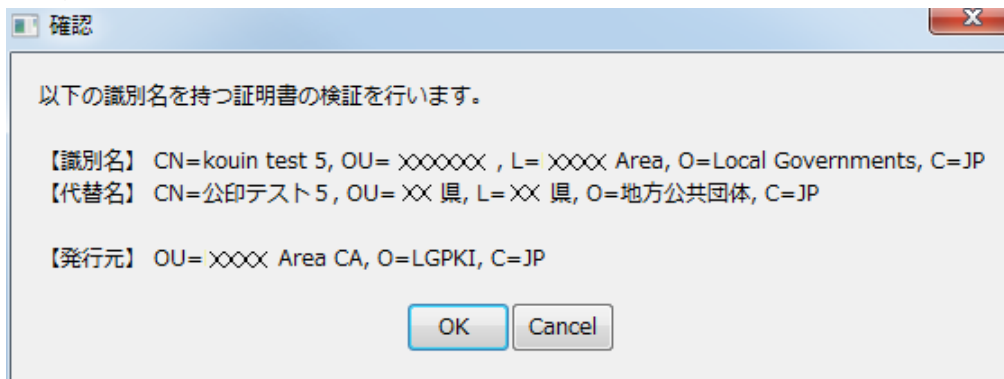 確認
以下の識別名を持つ証明書の検証を行います。
【識別名】 CN=kouin test 5, OU= XXXXXX , L= XXXX Area, O=Local Governments, C=JP
【代替名】 CN=公印テスト５, OU= XX 県, L= XX 県, O=地方公共団体, C=JP
【発行元】 OU= XXXX Area CA, O=LGPKI, C=JP
OK Cancel